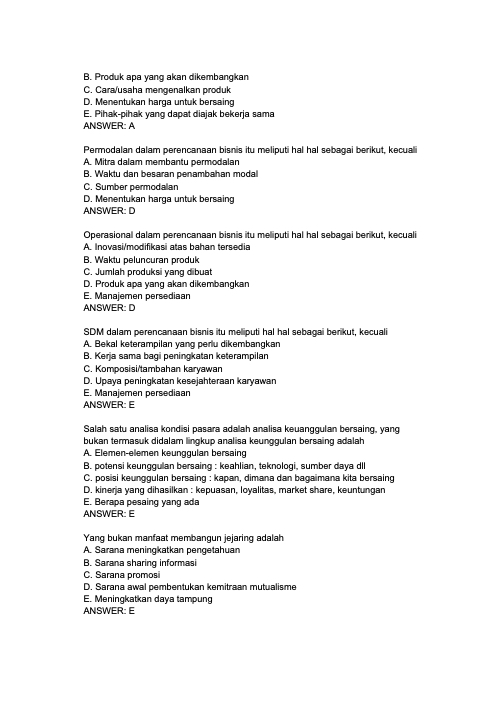 B. Produk apa yang akan dikembangkan
C. Cara/usaha mengenalkan produk
D. Menentukan harga untuk bersaing
E. Pihak-pihak yang dapat diajak bekerja sama
ANSWER: A
Permodalan dalam perencanaan bisnis itu meliputi hal hal sebagai berikut, kecuali
A. Mitra dalam membantu permodalan
B. Waktu dan besaran penambahan modal
C. Sumber permodalan
D. Menentukan harga untuk bersaing
ANSWER: D
Operasional dalam perencanaan bisnis itu meliputi hal hal sebagai berikut, kecuali
A. Inovasi/modifikasi atas bahan tersedia
B. Waktu peluncuran produk
C. Jumlah produksi yang dibuat
D. Produk apa yang akan dikembangkan
E. Manajemen persediaan
ANSWER: D
SDM dalam perencanaan bisnis itu meliputi hal hal sebagai berikut, kecuali
A. Bekal keterampilan yang perlu dikembangkan
B. Kerja sama bagi peningkatan keterampilan
C. Komposisi/tambahan karyawan
D. Upaya peningkatan kesejahteraan karyawan
E. Manajemen persediaan
ANSWER: E
Salah satu analisa kondisi pasara adalah analisa keuanggulan bersaing, yang
bukan termasuk didalam lingkup analisa keunggulan bersaing adalah
A. Elemen-elemen keunggulan bersaing
B. potensi keunggulan bersaing : keahlian, teknologi, sumber daya dll
C. posisi keunggulan bersaing : kapan, dimana dan bagaimana kita bersaing
D. kinerja yang dihasilkan : kepuasan, loyalitas, market share, keuntungan
E. Berapa pesaing yang ada
ANSWER: E
Yang bukan manfaat membangun jejaring adalah
A. Sarana meningkatkan pengetahuan
B. Sarana sharing informasi
C. Sarana promosi
D. Sarana awal pembentukan kemitraan mutualisme
E. Meningkatkan daya tampung
ANSWER: E